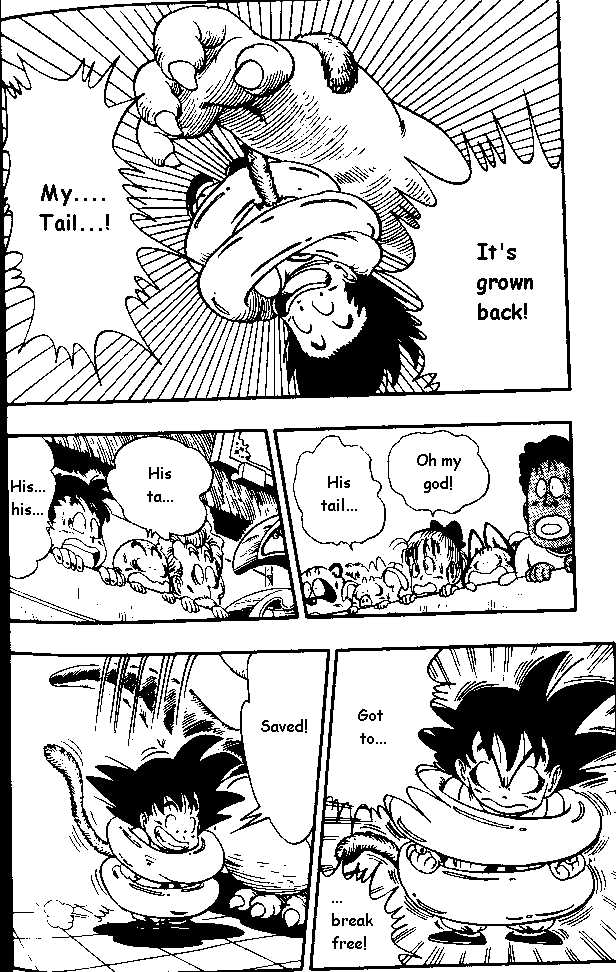 My....
Tail...!
It's
grown
back!
His...
his...
His
ta...
His
tail...
Oh my
god!
Saved!
Got
to...
...
break
free!